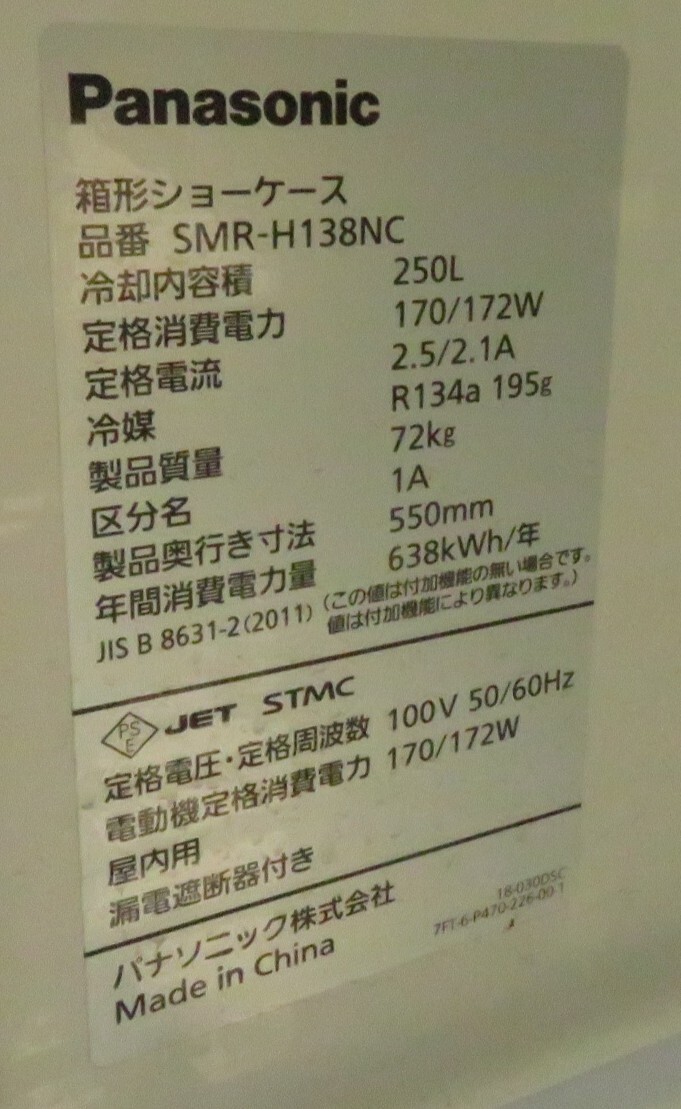 Panasonic
箱形ショーケース
品番 SMR-H138NC
冷却内容積 250L
定格消費電力 170/172W
定格電流 2.5/2.1A
冷媒 R134a 195g
製品質量 72kg
区分名 1A
製品奥行き寸法 550mm
年間消費電力量 638kWh/年
JIS B 8631-2(2011) (この値は付加機能の無い場合です。
値は付加機能により異なります。)
PS
E
JET STMC
定格電圧・定格周波数 100V 50/60Hz
電動機定格消費電力 170/172W
屋内用
漏電遮断器付き
パナソニック株式会社
Made in China
18-030DSC
7FT-6-P470-226-00-1